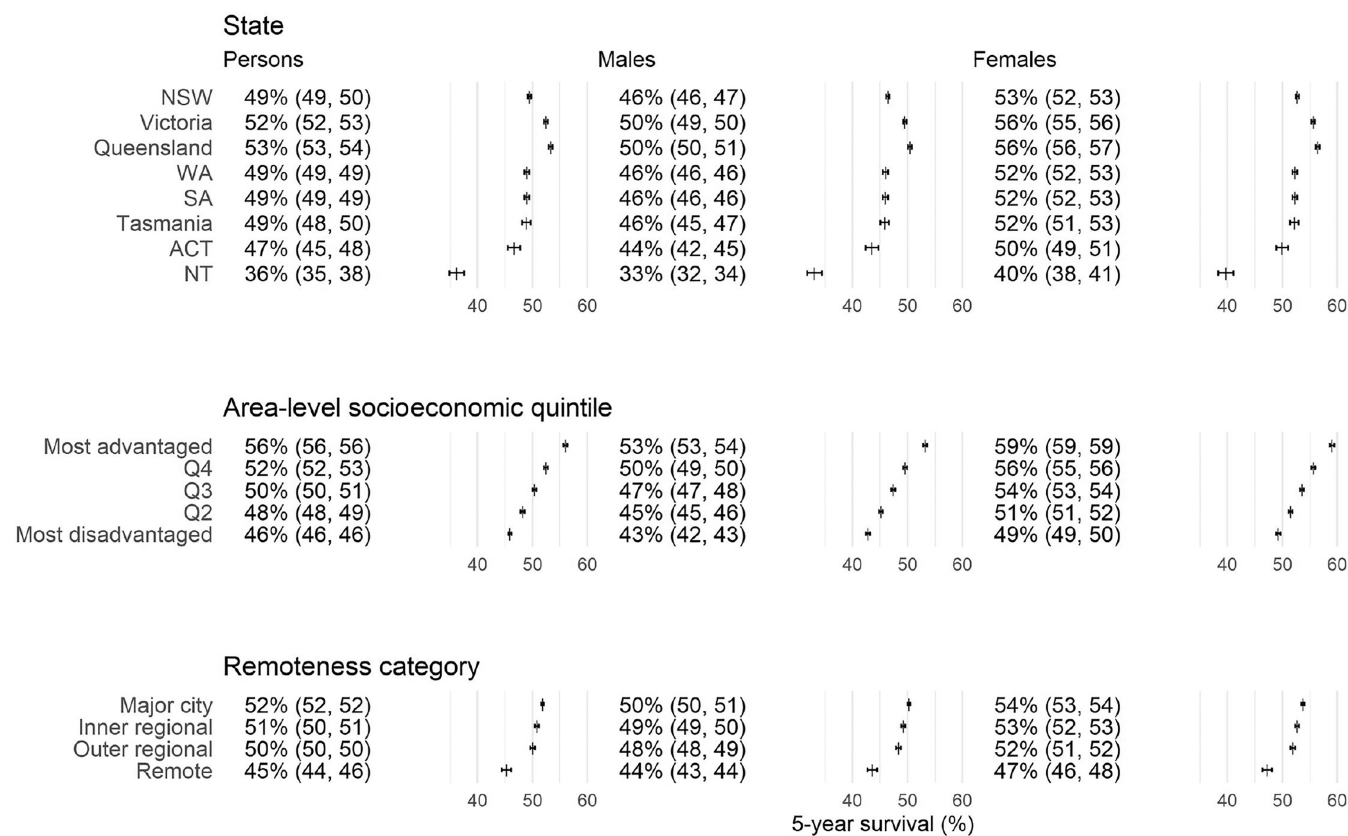 State
Persons Males Females
NSW 49% (49, 50) 46% (46, 47) 53% (52, 53)
Victoria 52% (52, 53) 50% (49, 50) 56% (55, 56)
Queensland 53% (53, 54) 50% (50, 51) 56% (56, 57)
WA 49% (49, 49) 46% (46, 46) 52% (52, 53)
SA 49% (49, 49) 46% (46, 46) 52% (52, 53)
Tasmania 49% (48, 50) 46% (45, 47) 52% (51, 53)
ACT 47% (45, 48) 44% (42, 45) 50% (49, 51)
NT 36% (35, 38) 33% (32, 34) 40% (38, 41)
40 50 60 40 50 60 40 50 60
Area-level socioeconomic quintile
Most advantaged 56% (56, 56) 53% (53, 54) 59% (59, 59)
Q4 52% (52, 53) 50% (49, 50) 56% (55, 56)
Q3 50% (50, 51) 47% (47, 48) 54% (53, 54)
Q2 48% (48, 49) 45% (45, 46) 51% (51, 52)
Most disadvantaged 46% (46, 46) 43% (42, 43) 49% (49, 50)
40 50 60 40 50 60 40 50 60
Remoteness category
Major city 52% (52, 52) 50% (50, 51) 54% (53, 54)
Inner regional 51% (50, 51) 49% (49, 50) 53% (52, 53)
Outer regional 50% (50, 50) 48% (48, 49) 52% (51, 52)
Remote 45% (44, 46) 44% (43, 44) 47% (46, 48)
40 50 60 40 50 60 40 50 60
5-year survival (%)